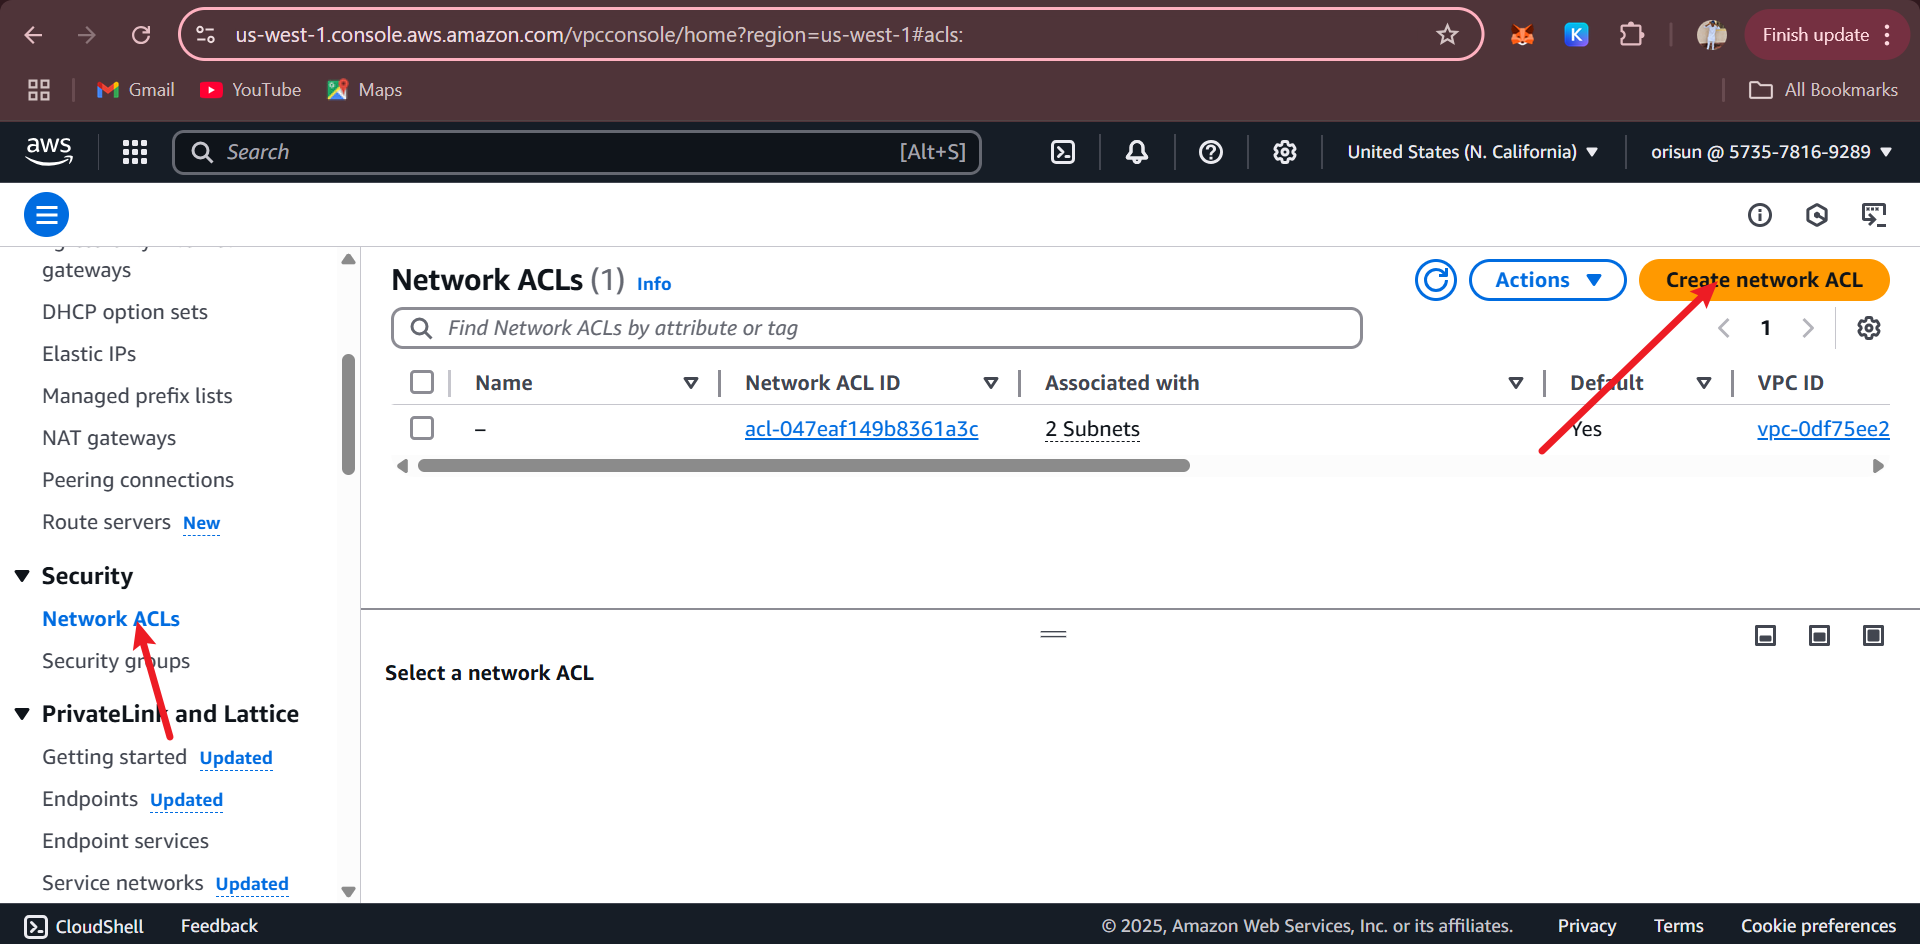 us-west-1.console.aws.amazon.com/vpcconsole/home?region=us-west-1#acls:
K
Finish update
Gmail
YouTube
Maps
All Bookmarks
aws
Search
[Alt+S]
United States (N. California)
orisun @ 5735-7816-9289
gateways
DHCP option sets
Elastic IPs
Managed prefix lists
NAT gateways
Peering connections
Route servers New
Security
Network ACLs
Security groups
PrivateLink and Lattice
Getting started Updated
Endpoints Updated
Endpoint services
Service networks Updated
Network ACLs (1) Info
Actions
Create network ACL
Find Network ACLs by attribute or tag
1
Name
Network ACL ID
Associated with
Default
VPC ID
–
acl-047eaf149b8361a3c
2 Subnets
Yes
vpc-0df75ee2
Select a network ACL
CloudShell
Feedback
© 2025, Amazon Web Services, Inc. or its affiliates.
Privacy
Terms
Cookie preferences